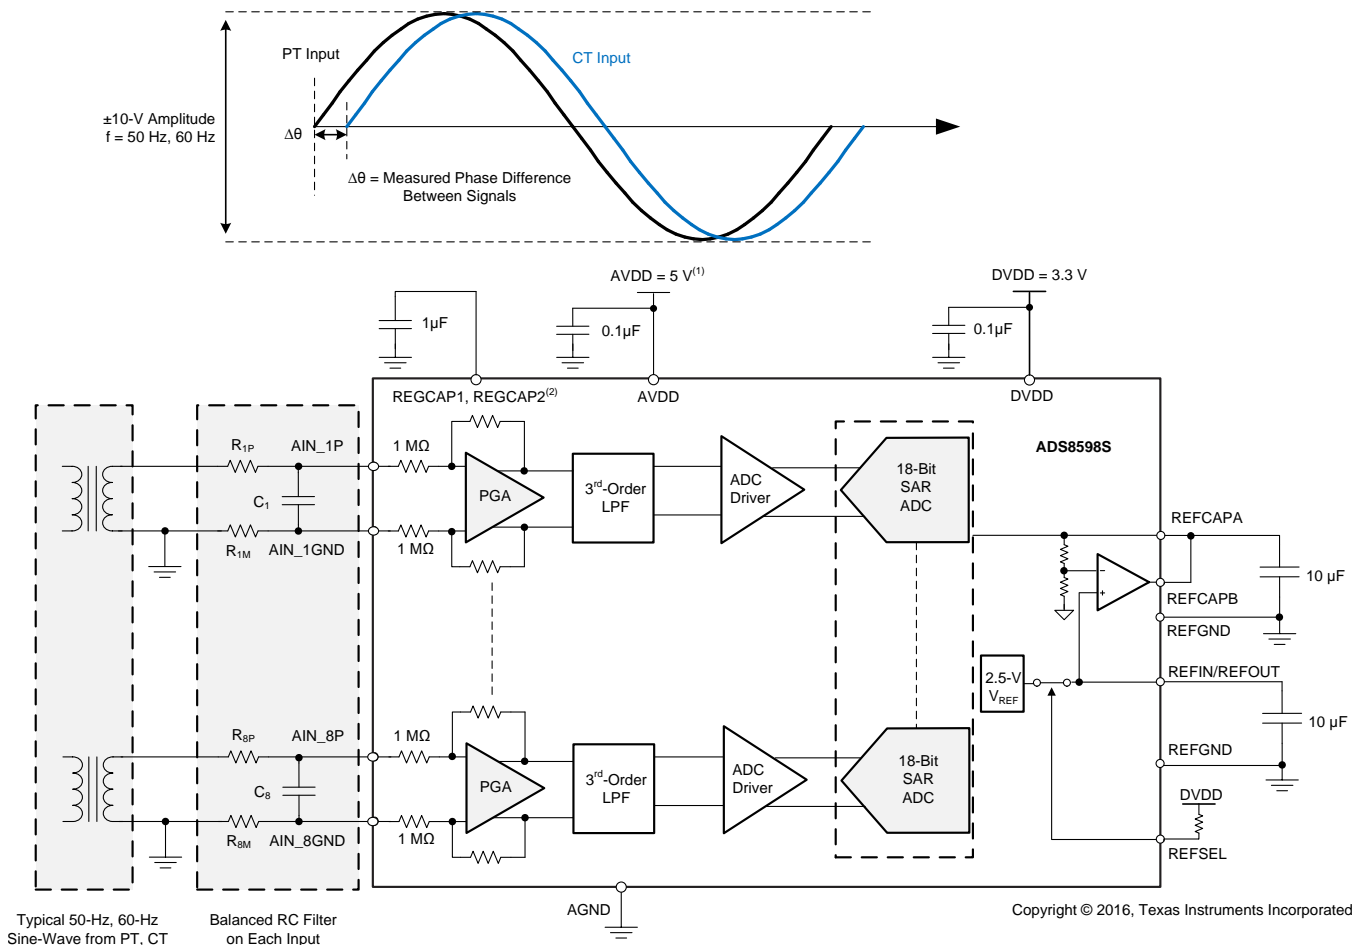 PT Input
CT Input
±10-V Amplitude
f = 50 Hz, 60 Hz
Δθ
Δθ = Measured Phase Difference
Between Signals
AVDD = 5 V(1)
DVDD = 3.3 V
1µF
0.1µF
0.1µF
REGCAP1, REGCAP2(2)
AVDD
DVDD
R1P
AIN_1P
1 MΩ
C1
PGA
3rd-Order
LPF
ADC
Driver
18-Bit
SAR
ADC
ADS8598S
R1M
AIN_1GND
1 MΩ
REFCAPA
10 µF
REFCAPB
REFGND
2.5-V
VREF
REFIN/REFOUT
10 µF
REFGND
DVDD
REFSEL
R8P
AIN_8P
1 MΩ
C8
PGA
3rd-Order
LPF
ADC
Driver
18-Bit
SAR
ADC
R8M
AIN_8GND
1 MΩ
AGND
Typical 50-Hz, 60-Hz
Sine-Wave from PT, CT
Balanced RC Filter
on Each Input
Copyright © 2016, Texas Instruments Incorporated